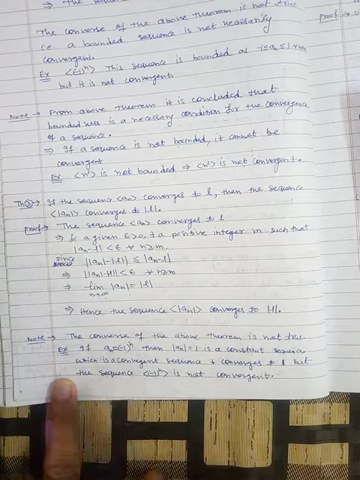 ⇒ The bound
The converse of the above theorem is not true
i.e a bounded sequence is not necessarily
convergent.
Ex <(-1)ⁿ> This sequence is bounded as -1≤aₙ≤1
but it is not convergent.
Note → From above theorem it is concluded that
boundedness is a necessary condition for the convergence
of a sequence.
⇒ If a sequence is not bounded, it cannot be
convergent
Ex <n²> is not bounded ⇒ <n²> is not convergent.
Th③→ If the sequence <aₙ> converges to l, then the sequence
<|aₙ|> converges to |l|.
Proof→ The sequence <aₙ> converges to l
⇒ for a given ε>0, ∃ a positive integer m such that
|aₙ-l|<ε ∀ n≥m.
since ||aₙ|-|l|| ≤ |aₙ-l|
⇒ ||aₙ|-|l|| < ε ∀ n≥m
⇒ lim n→∞ |aₙ| = |l|
⇒ Hence the sequence <|aₙ|> converges to |l|.
Note → The converse of the above theorem is not true.
Ex If aₙ=(-1)ⁿ then |aₙ|=1 is a constant sequence
which is a convergent sequence & converges to 1 but
the sequence <(-1)ⁿ> is not convergent.
Proof→